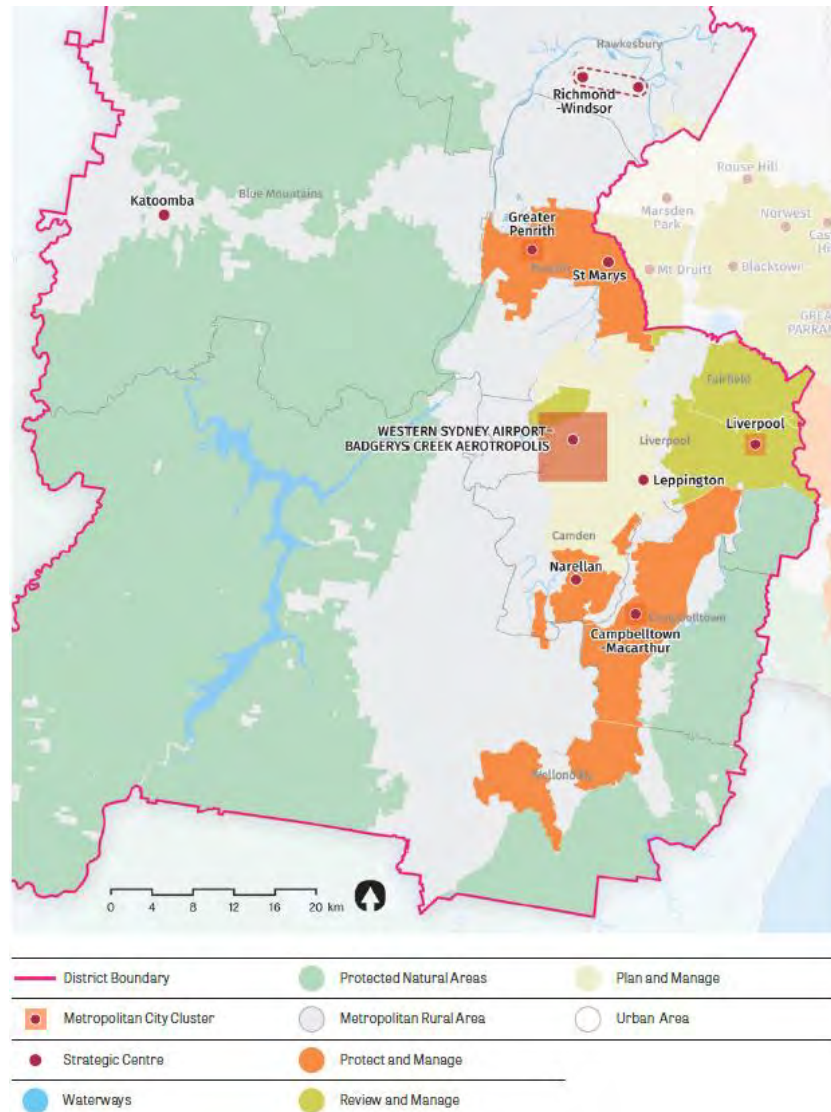 Hawkesbury
Richmond
-Windsor
Rouse Hill
Katoomba
Blue Mountains
Marsden
Park
Norwest
Greater
Penrith
St Marys
Mt Druitt
Blacktown
Fairfield
WESTERN SYDNEY AIRPORT-
BADGERYS CREEK AEROTROPOLIS
Liverpool
Liverpool
Leppington
Camden
Narellan
Campbelltown
Campbelltown
-Macarthur
Wollondilly
0 4 8 12 16 20 km
District Boundary
Protected Natural Areas
Plan and Manage
Metropolitan City Cluster
Metropolitan Rural Area
Urban Area
Strategic Centre
Protect and Manage
Waterways
Review and Manage